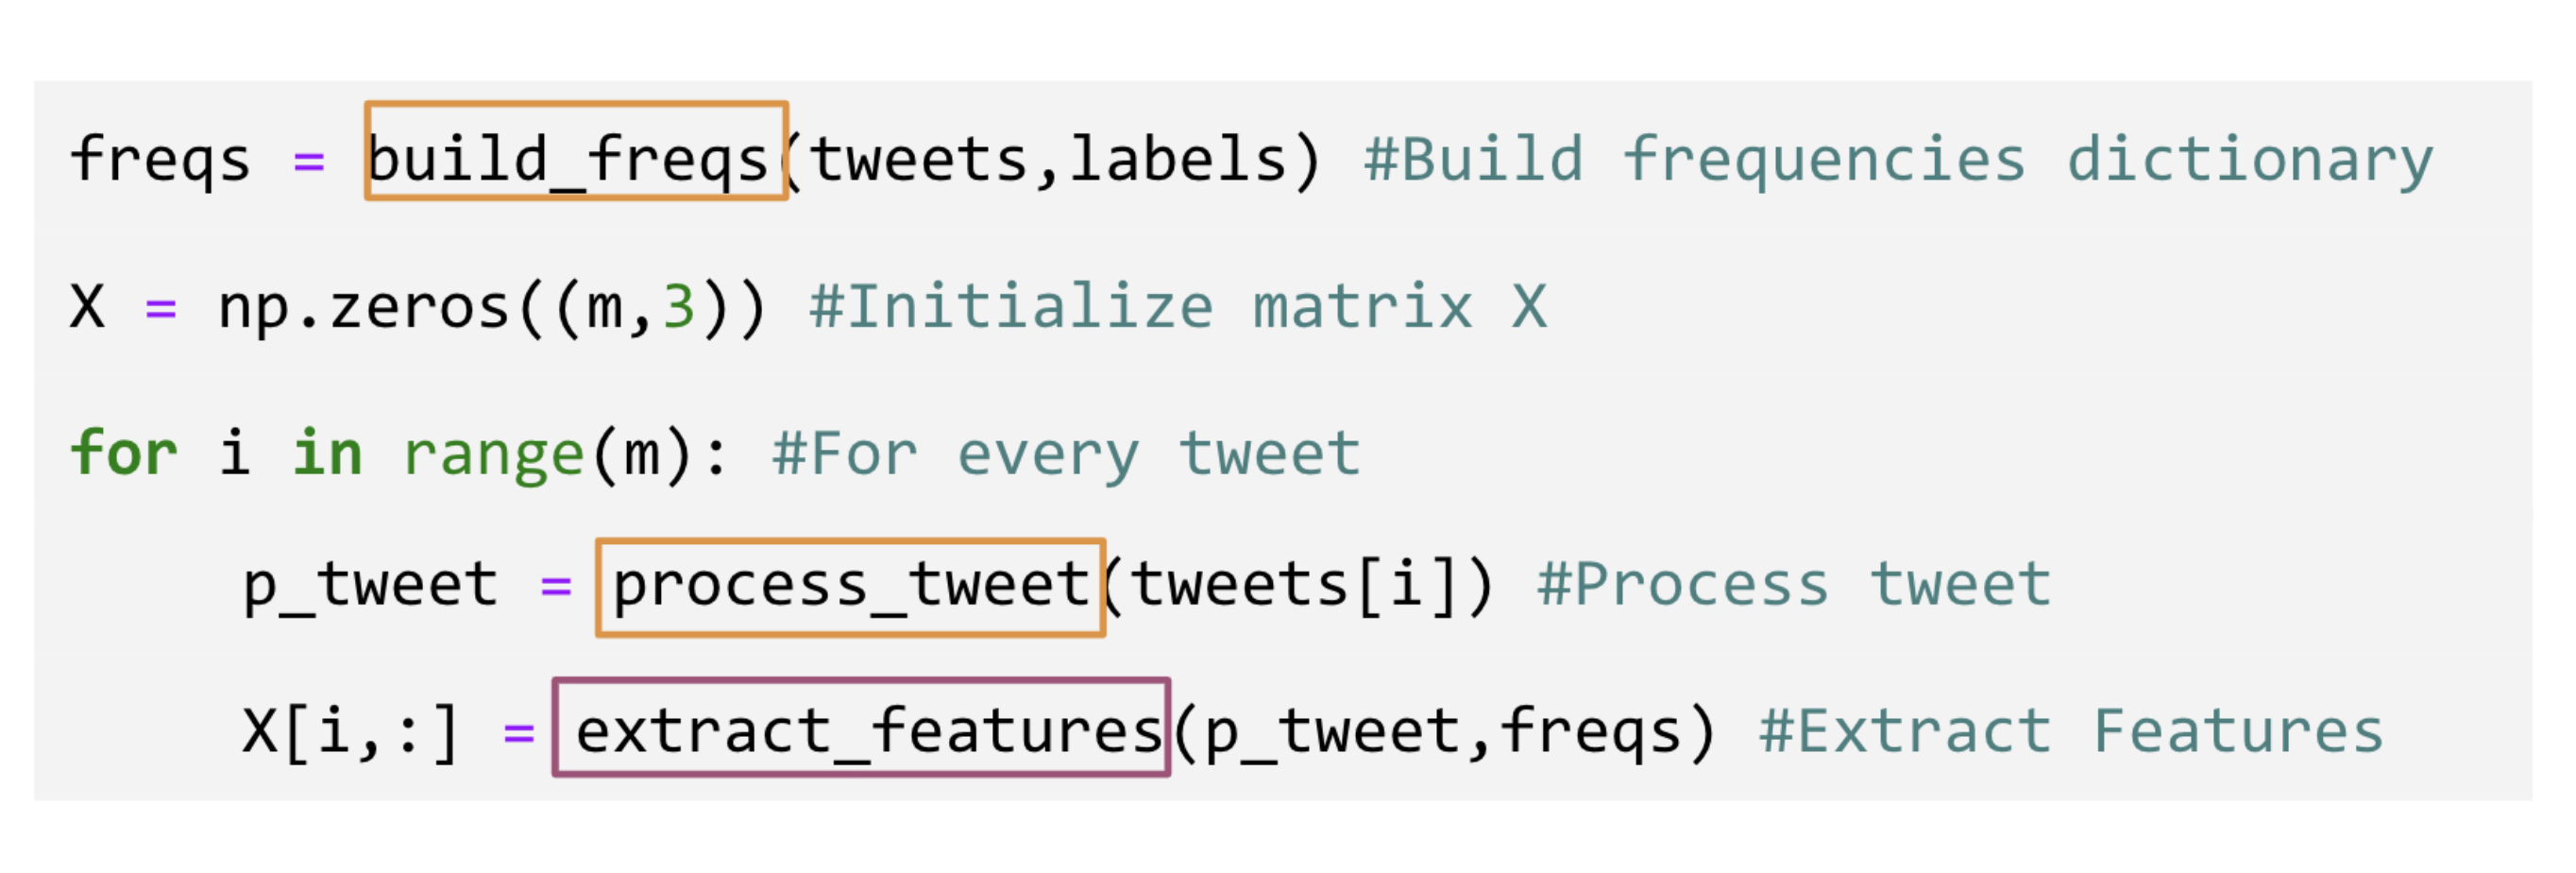 freqs = build_freqs(tweets,labels) #Build frequencies dictionary
X = np.zeros((m,3)) #Initialize matrix X
for i in range(m): #For every tweet
    p_tweet = process_tweet(tweets[i]) #Process tweet
    X[i,:] = extract_features(p_tweet,freqs) #Extract Features